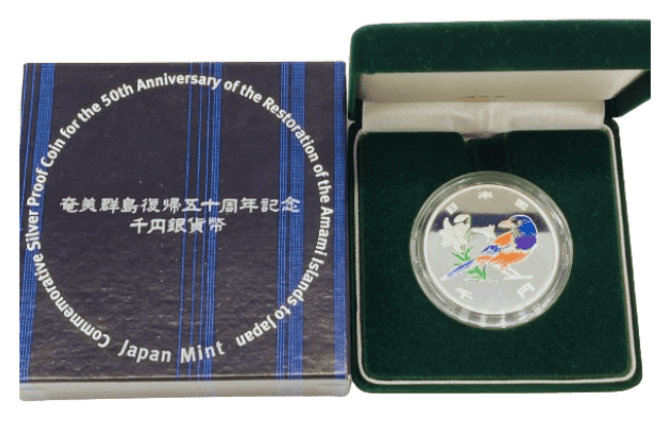 Commemorative Silver Proof Coin for the 50th Anniversary of the Restoration of the Amami Islands to Japan
奄美群島復帰五十周年記念
千円銀貨幣
Japan Mint
日本国
千円